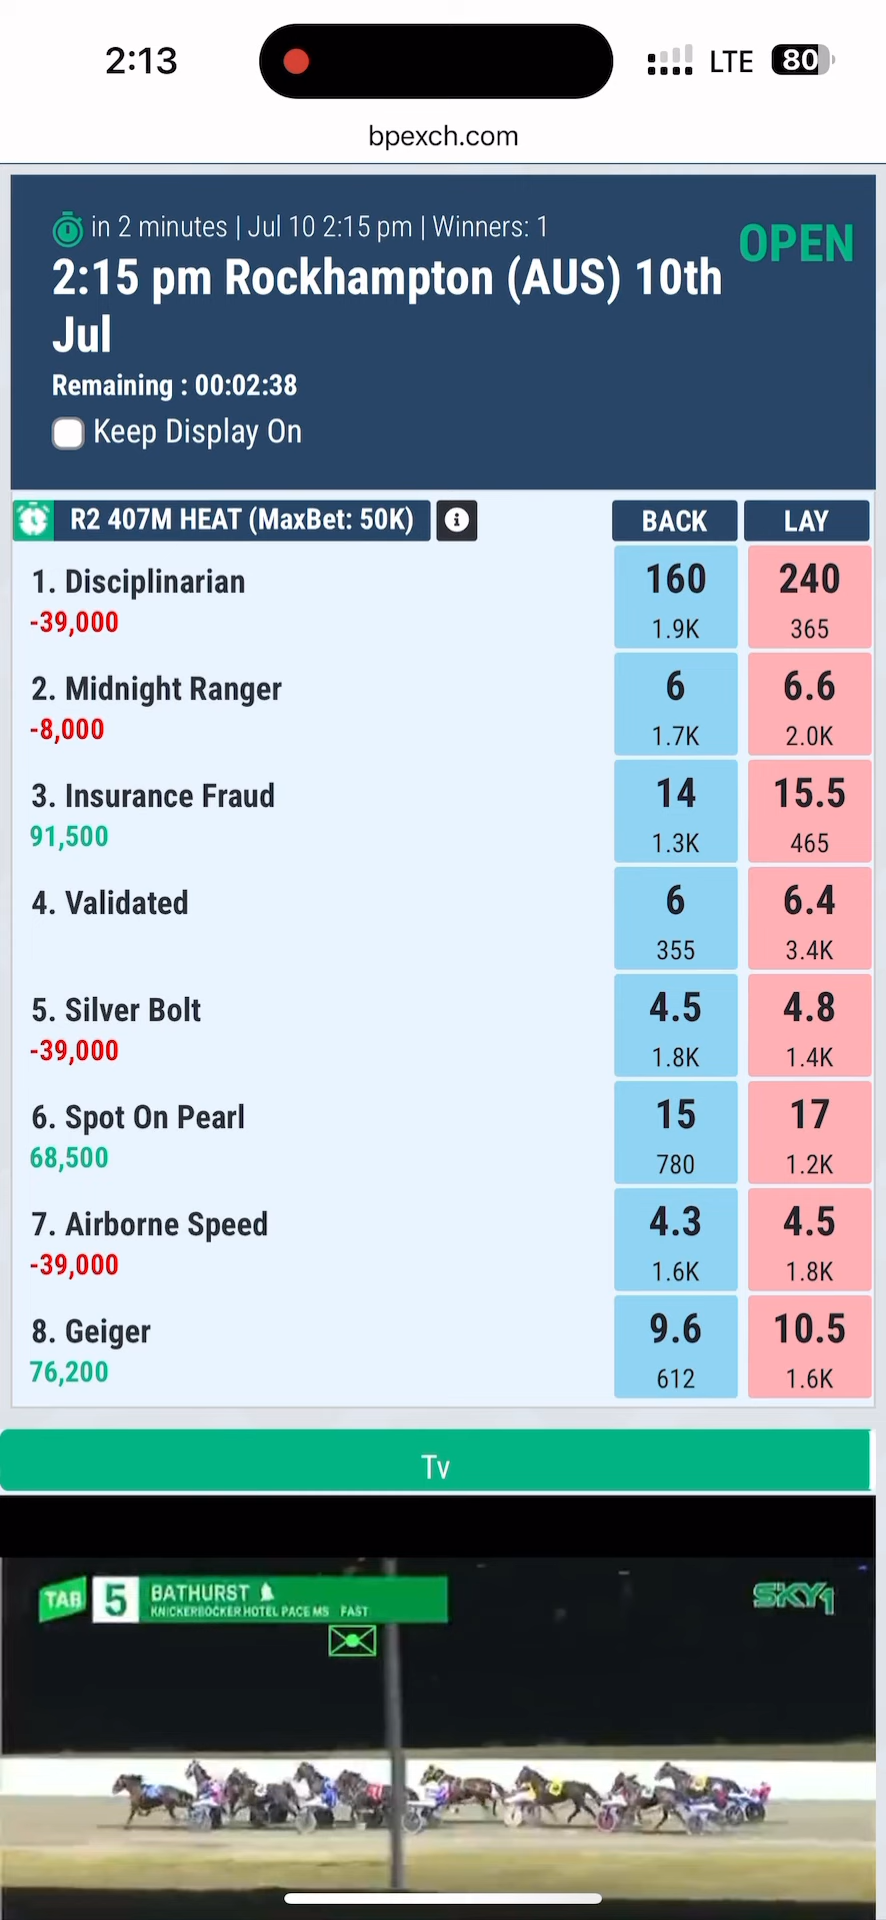 2:13
LTE 80
bpexch.com
in 2 minutes | Jul 10 2:15 pm | Winners: 1
OPEN
2:15 pm Rockhampton (AUS) 10th
Jul
Remaining : 00:02:38
Keep Display On
R2 407M HEAT (MaxBet: 50K) BACK LAY
1. Disciplinarian 160 240
-39,000 1.9K 365
2. Midnight Ranger 6 6.6
-8,000 1.7K 2.0K
3. Insurance Fraud 14 15.5
91,500 1.3K 465
4. Validated 6 6.4
355 3.4K
5. Silver Bolt 4.5 4.8
-39,000 1.8K 1.4K
6. Spot On Pearl 15 17
68,500 780 1.2K
7. Airborne Speed 4.3 4.5
-39,000 1.6K 1.8K
8. Geiger 9.6 10.5
76,200 612 1.6K
Tv
TAB 5 BATHURST SKY1
KNICKERBOCKER HOTEL PACE MS FAST